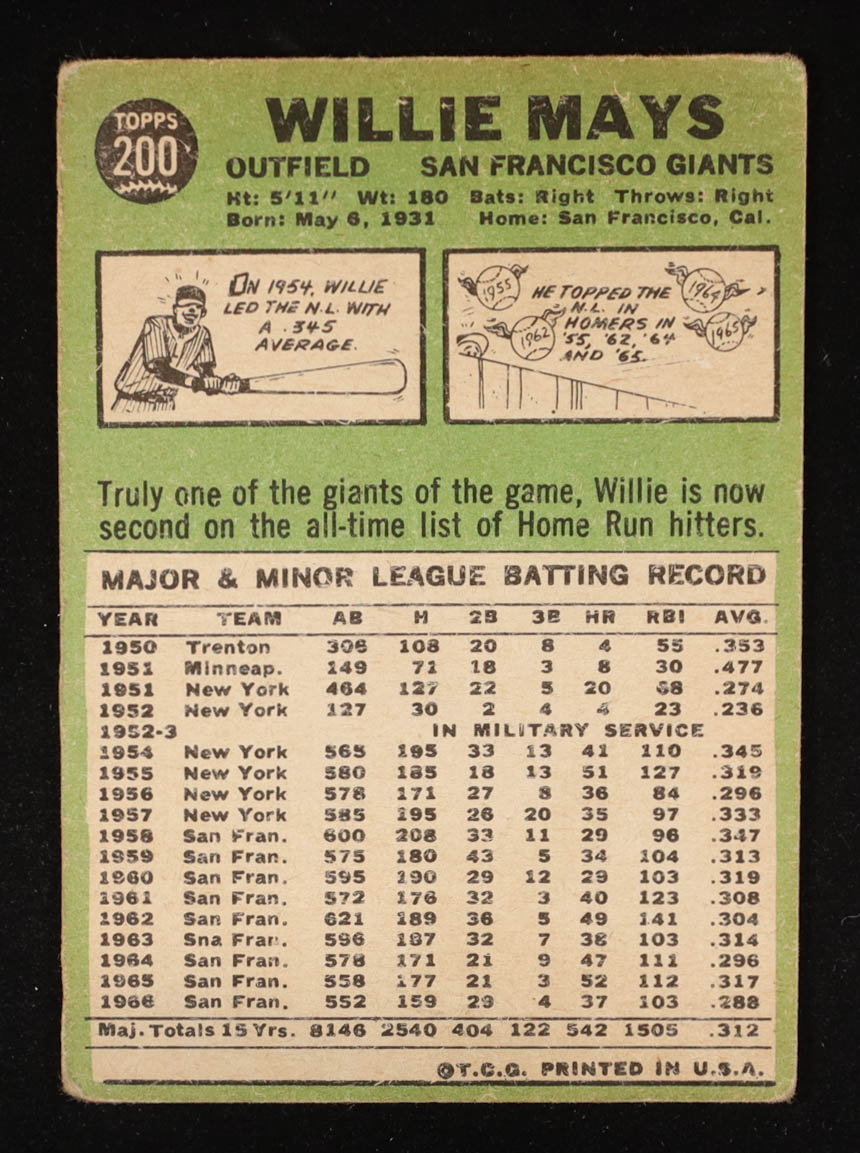 TOPPS
200
WILLIE MAYS
OUTFIELD SAN FRANCISCO GIANTS
Ht: 5'11" Wt: 180 Bats: Right Throws: Right
Born: May 6, 1931 Home: San Francisco, Cal.
IN 1954, WILLIE
LED THE N.L. WITH
A .345
AVERAGE.
1955
1962
HE TOPPED THE
N.L. IN
HOMERS IN
'55, '62, '64
AND '65.
1964
1965
Truly one of the giants of the game, Willie is now
second on the all-time list of Home Run hitters.
MAJOR & MINOR LEAGUE BATTING RECORD
YEAR TEAM AB H 2B 3B HR RBI AVG.
1950 Trenton 306 108 20 8 4 55 .353
1951 Minneap. 149 71 18 3 8 30 .477
1951 New York 464 127 22 5 20 68 .274
1952 New York 127 30 2 4 4 23 .236
1952-3 IN MILITARY SERVICE
1954 New York 565 195 33 13 41 110 .345
1955 New York 580 185 18 13 51 127 .319
1956 New York 578 171 27 8 36 84 .296
1957 New York 585 195 26 20 35 97 .333
1958 San Fran. 600 208 33 11 29 96 .347
1959 San Fran. 575 180 43 5 34 104 .313
1960 San Fran. 595 190 29 12 29 103 .319
1961 San Fran. 572 176 32 3 40 123 .308
1962 San Fran. 621 189 36 5 49 141 .304
1963 Sna Fran. 596 187 32 7 38 103 .314
1964 San Fran. 578 171 21 9 47 111 .296
1965 San Fran. 558 177 21 3 52 112 .317
1966 San Fran. 552 159 29 4 37 103 .288
Maj. Totals 15 Yrs. 8146 2540 404 122 542 1505 .312
©T.C.G. PRINTED IN U.S.A.